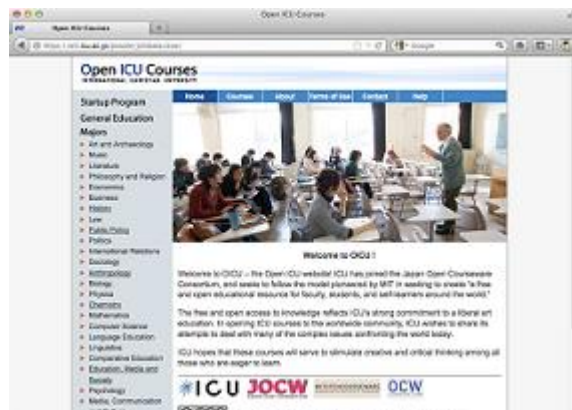 Open ICU Courses
Open ICU Courses
Google
Open ICU Courses
INTERNATIONAL CHRISTIAN UNIVERSITY
Home Courses About Terms of Use Contact Help
Startup Program
General Education
Majors
Art and Archaeology
Music
Literature
Philosophy and Religion
Economics
Business
History
Law
Public Policy
Politics
International Relations
Sociology
Anthropology
Biology
Physics
Chemistry
Mathematics
Computer Science
Language Education
Linguistics
Comparative Education
Education, Media and
Society
Psychology
Media, Communication
Welcome to OICU !
Welcome to OICU – the Open ICU website! ICU has joined the Japan Open Courseware
Consortium, and seeks to follow the model pioneered by MIT in seeking to create "a free
and open educational resource for faculty, students, and self-learners around the world."
The free and open access to knowledge reflects ICU's strong commitment to a liberal art
education. In opening ICU courses to the worldwide community, ICU wishes to share its
attempts to deal with many of the complex issues confronting the world today.
ICU hopes that these courses will serve to stimulate creative and critical thinking among all
those who are eager to learn.
ICU JOCW OCW